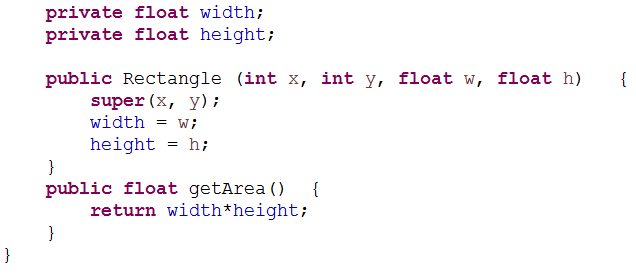 private float width;
private float height;
public Rectangle (int x, int y, float w, float h) {
super(x, y);
width = w;
height = h;
}
public float getArea() {
return width*height;
}
}